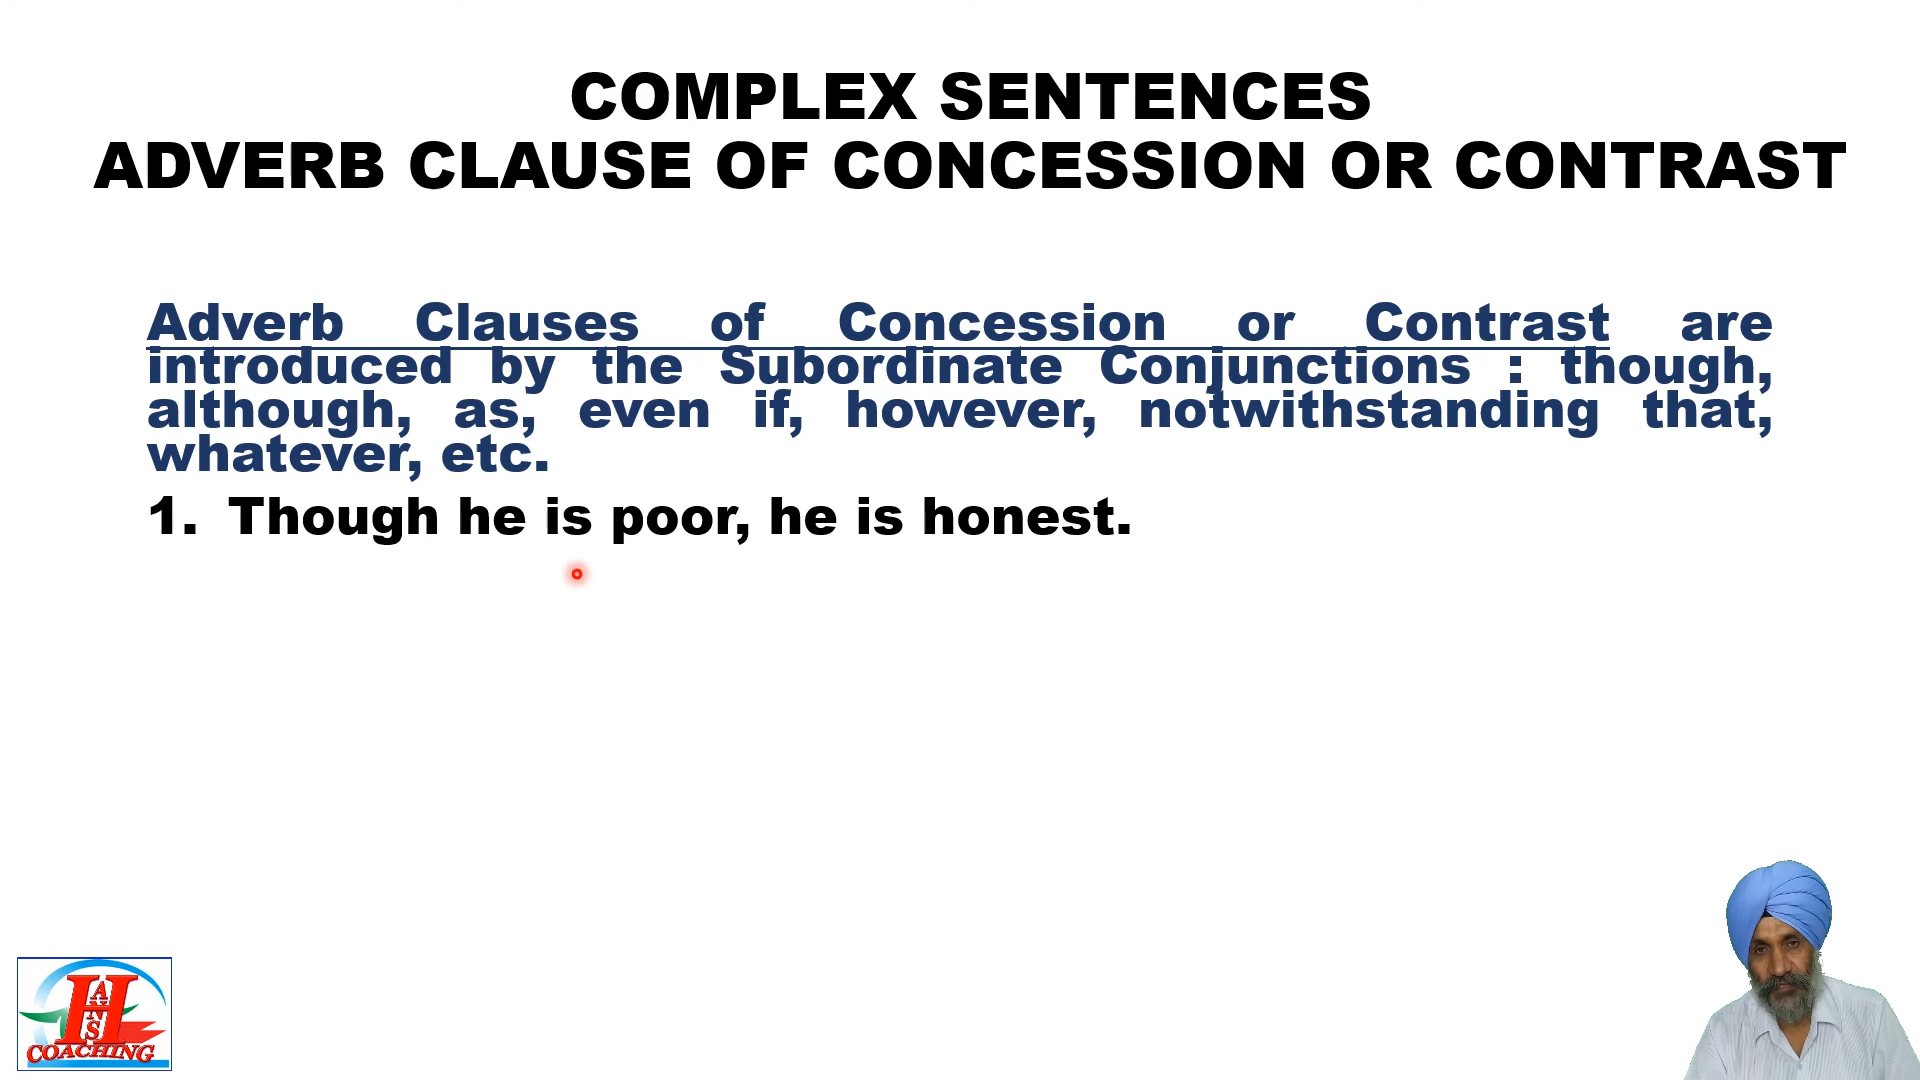 COMPLEX SENTENCES
ADVERB CLAUSE OF CONCESSION OR CONTRAST
Adverb Clauses of Concession or Contrast are
introduced by the Subordinate Conjunctions : though,
although, as, even if, however, notwithstanding that,
whatever, etc.
1. Though he is poor, he is honest.
HANS
COACHING